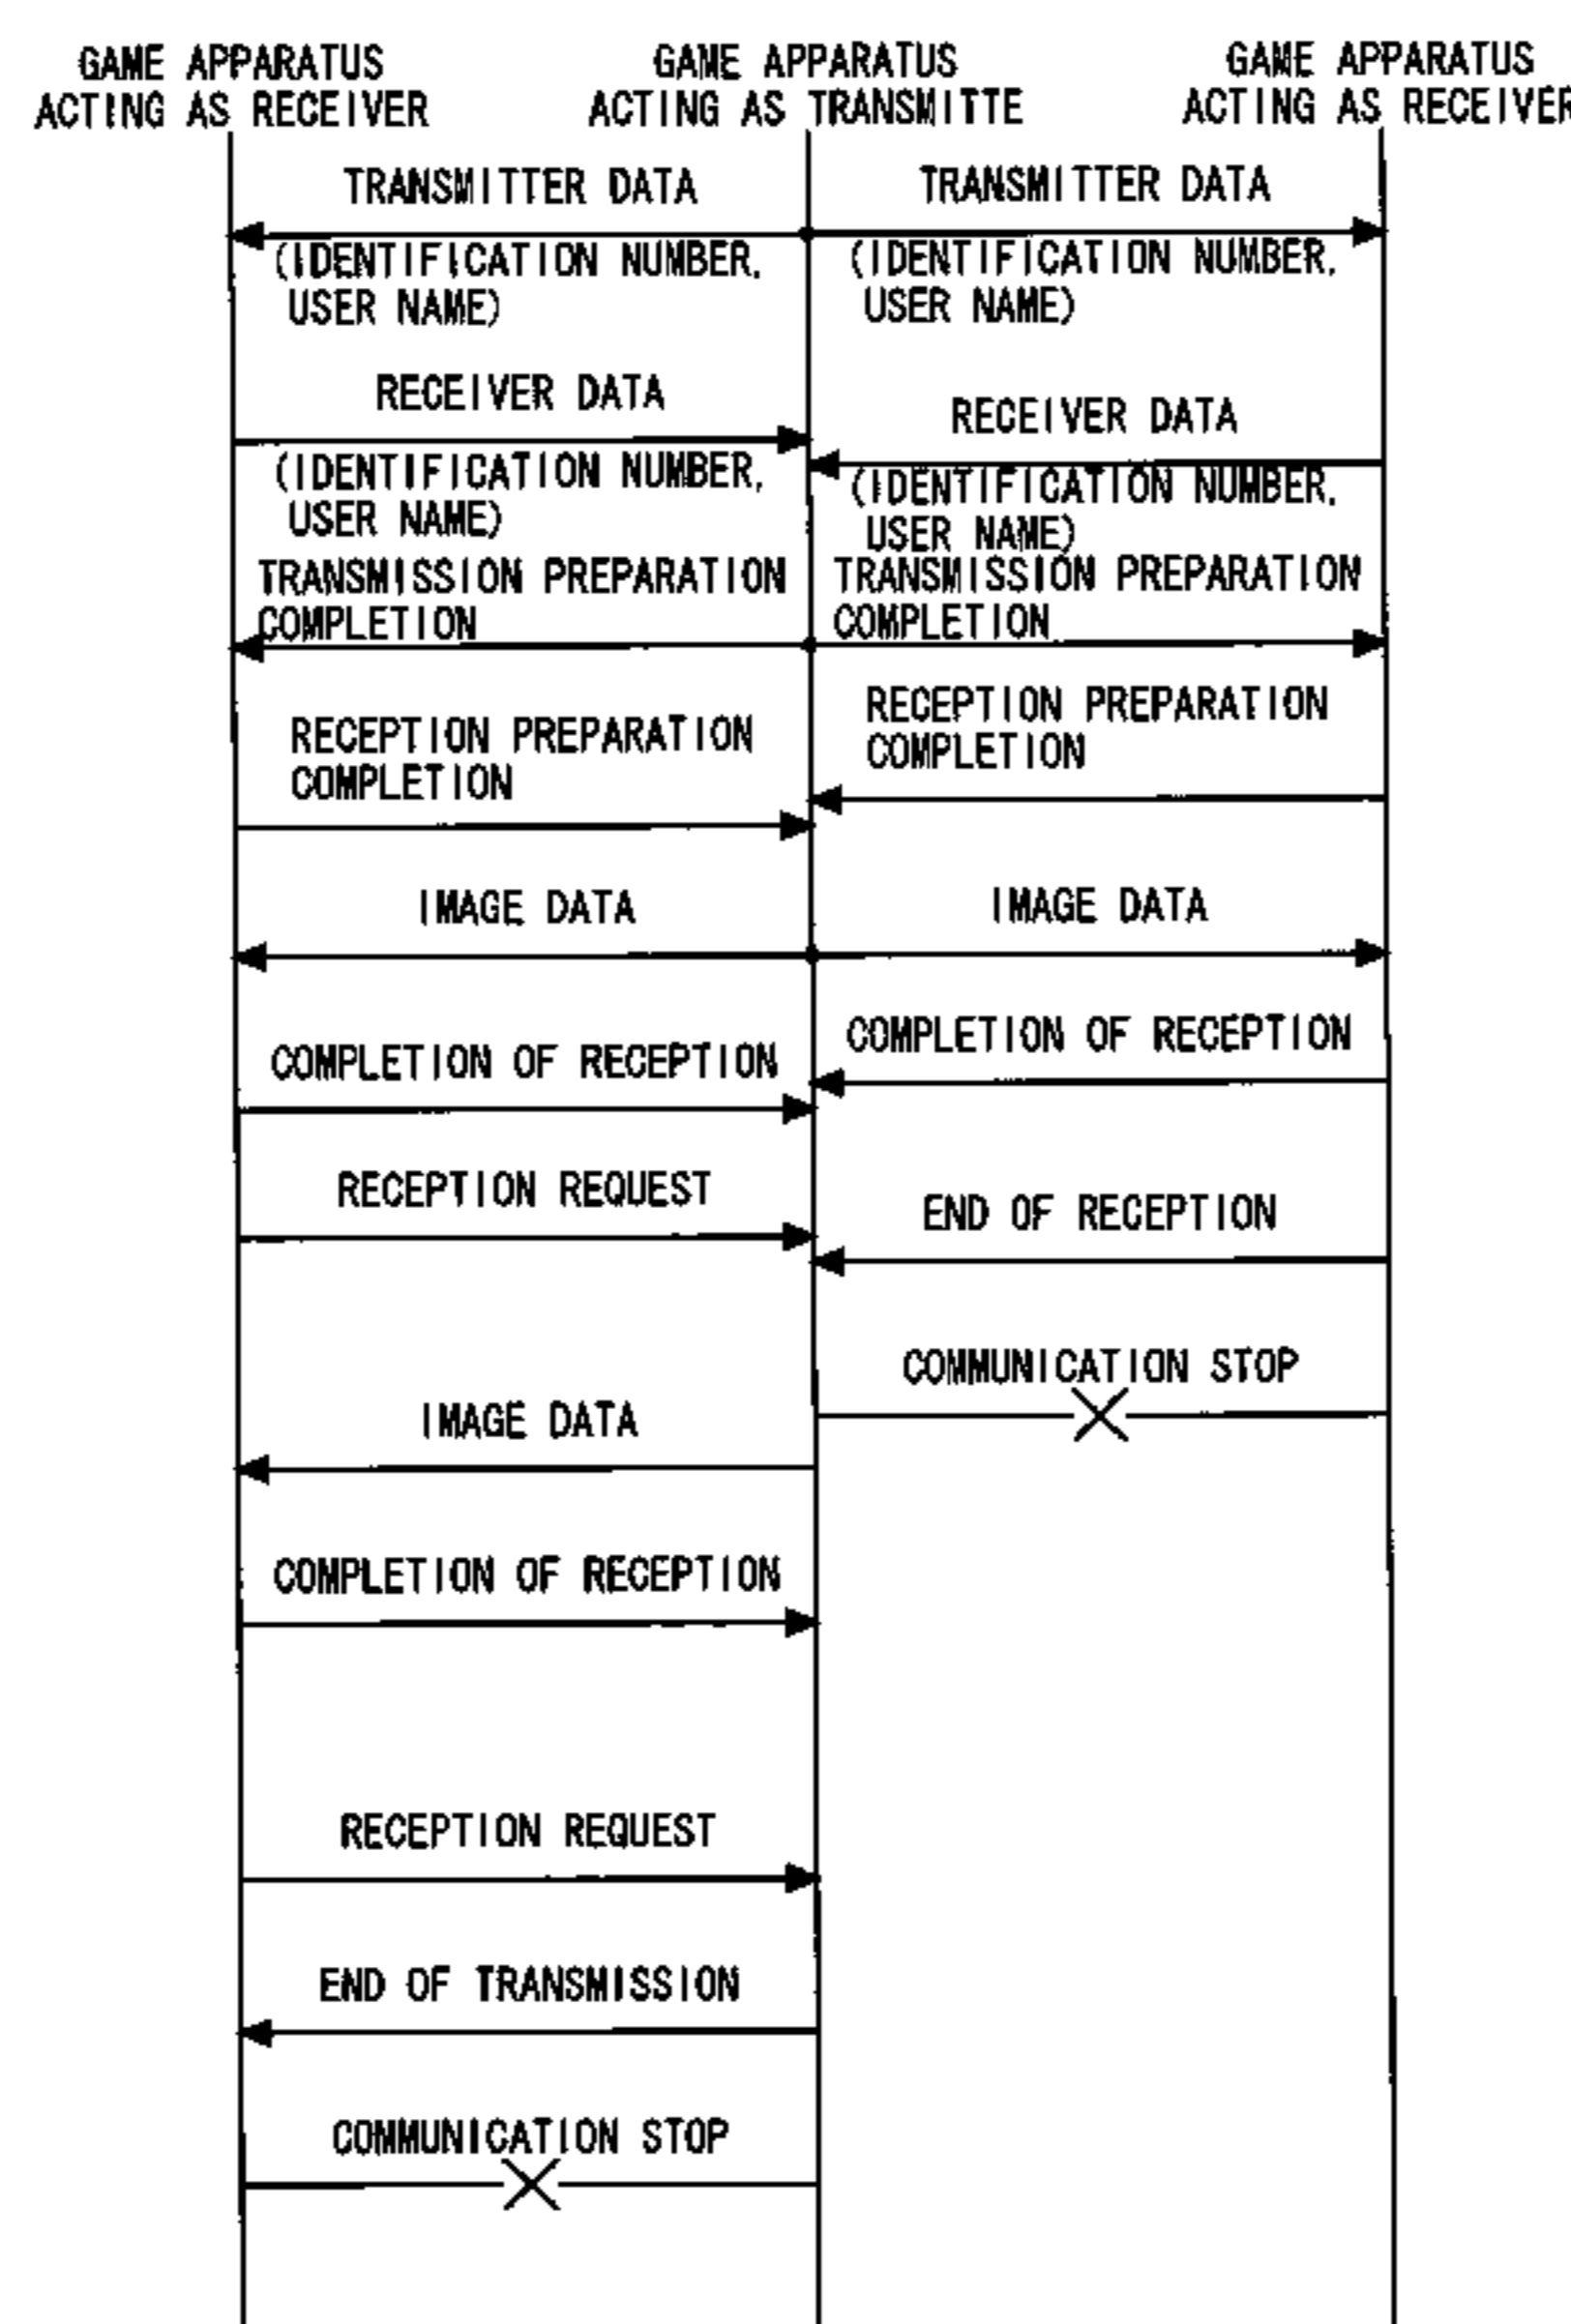 GAME APPARATUS
ACTING AS RECEIVER
GAME APPARATUS
ACTING AS TRANSMITTE
GAME APPARATUS
ACTING AS RECEIVER
TRANSMITTER DATA
TRANSMITTER DATA
(IDENTIFICATION NUMBER,
USER NAME)
(IDENTIFICATION NUMBER,
USER NAME)
RECEIVER DATA
RECEIVER DATA
(IDENTIFICATION NUMBER,
USER NAME)
(IDENTIFICATION NUMBER,
USER NAME)
TRANSMISSION PREPARATION
COMPLETION
TRANSMISSION PREPARATION
COMPLETION
RECEPTION PREPARATION
COMPLETION
RECEPTION PREPARATION
COMPLETION
IMAGE DATA
IMAGE DATA
COMPLETION OF RECEPTION
COMPLETION OF RECEPTION
RECEPTION REQUEST
END OF RECEPTION
COMMUNICATION STOP
IMAGE DATA
COMPLETION OF RECEPTION
RECEPTION REQUEST
END OF TRANSMISSION
COMMUNICATION STOP